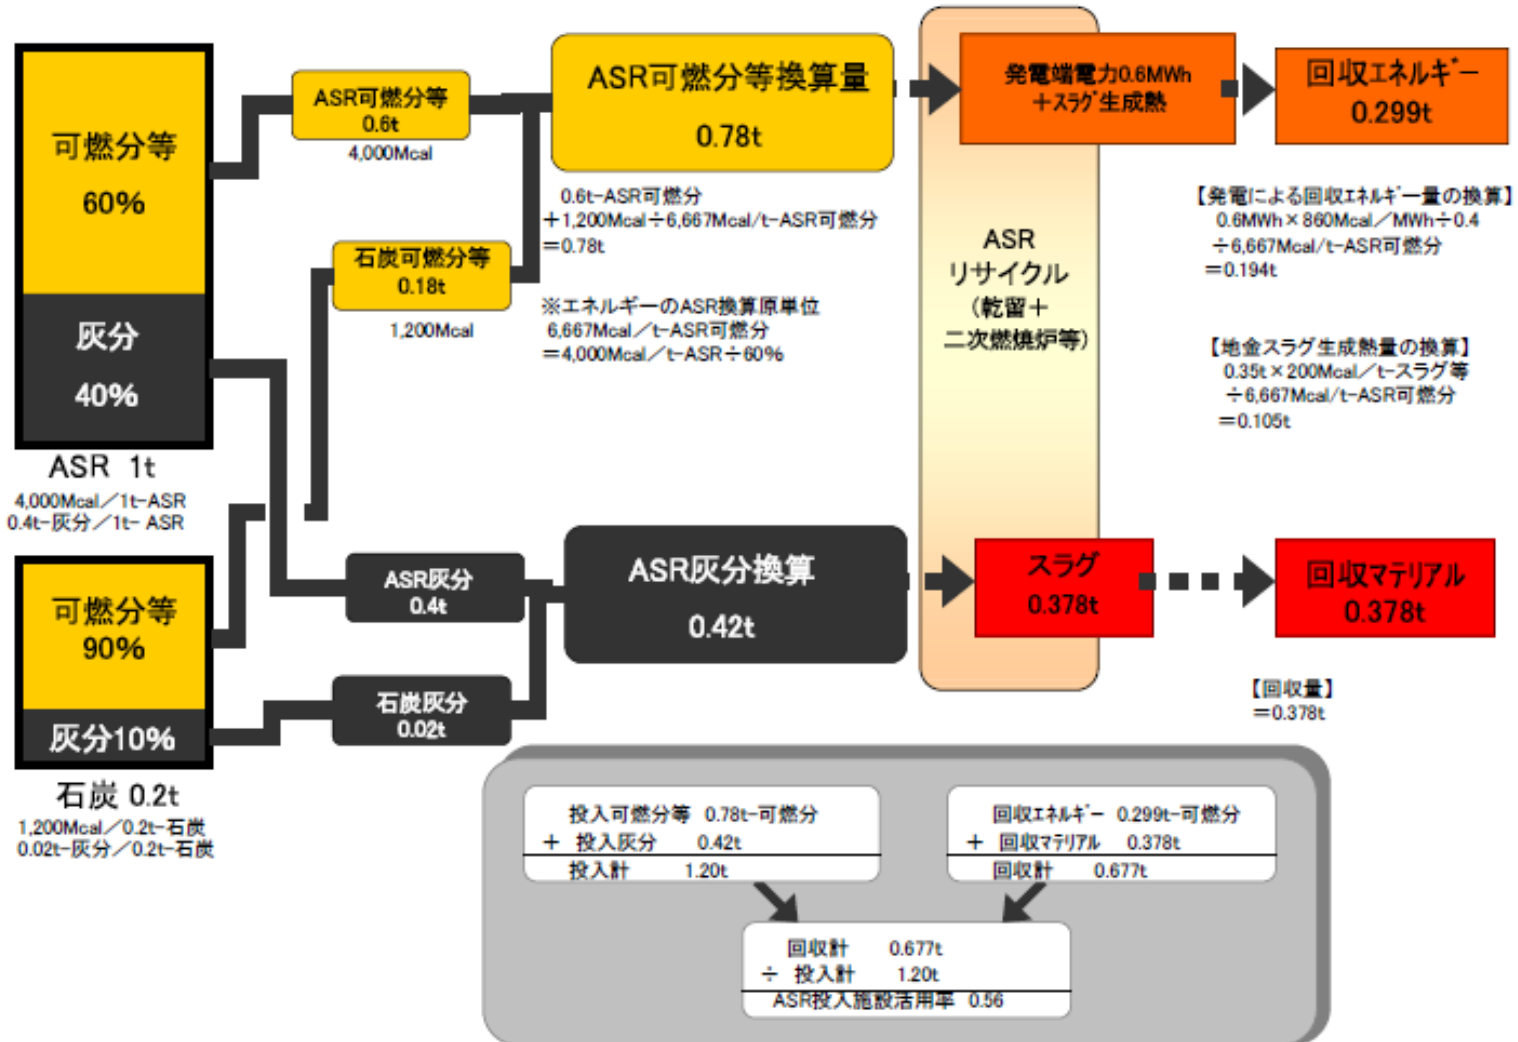 可燃分等
60%
灰分
40%
ASR 1t
4,000Mcal／1t-ASR
0.4t-灰分／1t- ASR
可燃分等
90%
灰分10%
石炭 0.2t
1,200Mcal／0.2t-石炭
0.02t-灰分／0.2t-石炭
ASR可燃分等
0.6t
4,000Mcal
石炭可燃分等
0.18t
1,200Mcal
ASR灰分
0.4t
石炭灰分
0.02t
ASR可燃分等換算量
0.78t
0.6t-ASR可燃分
＋1,200Mcal÷6,667Mcal/t-ASR可燃分
＝0.78t
※エネルギーのASR換算原単位
6,667Mcal／t-ASR可燃分
＝4,000Mcal／t-ASR÷60%
ASR灰分換算
0.42t
ASR
リサイクル
（乾留＋
二次燃焼炉等）
発電端電力0.6MWh
＋スラグ生成熱
回収エネルギー
0.299t
【発電による回収エネルギー量の換算】
0.6MWh×860Mcal／MWh÷0.4
÷6,667Mcal/t-ASR可燃分
＝0.194t
【地金スラグ生成熱量の換算】
0.35t×200Mcal／t-スラグ等
÷6,667Mcal/t-ASR可燃分
＝0.105t
スラグ
0.378t
回収マテリアル
0.378t
【回収量】
＝0.378t
投入可燃分等 0.78t-可燃分
＋ 投入灰分 0.42t
投入計 1.20t
回収エネルギー 0.299t-可燃分
＋ 回収マテリアル 0.378t
回収計 0.677t
回収計 0.677t
÷ 投入計 1.20t
ASR投入施設活用率 0.56